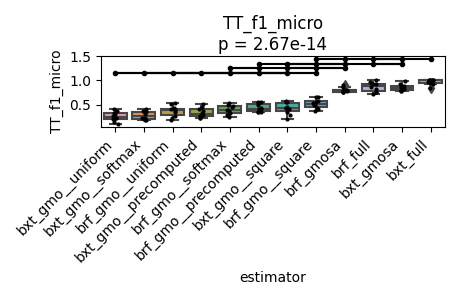 TT_f1_micro
p = 2.67e-14
TT_f1_micro
1.5
1.0
0.5
bxt_gmo__uniform
bxt_gmo__softmax
brf_gmo__uniform
bxt_gmo__precomputed
brf_gmo__softmax
brf_gmo__precomputed
bxt_gmo__square
brf_gmo__square
brf_gmosa
brf_full
bxt_gmosa
bxt_full
estimator